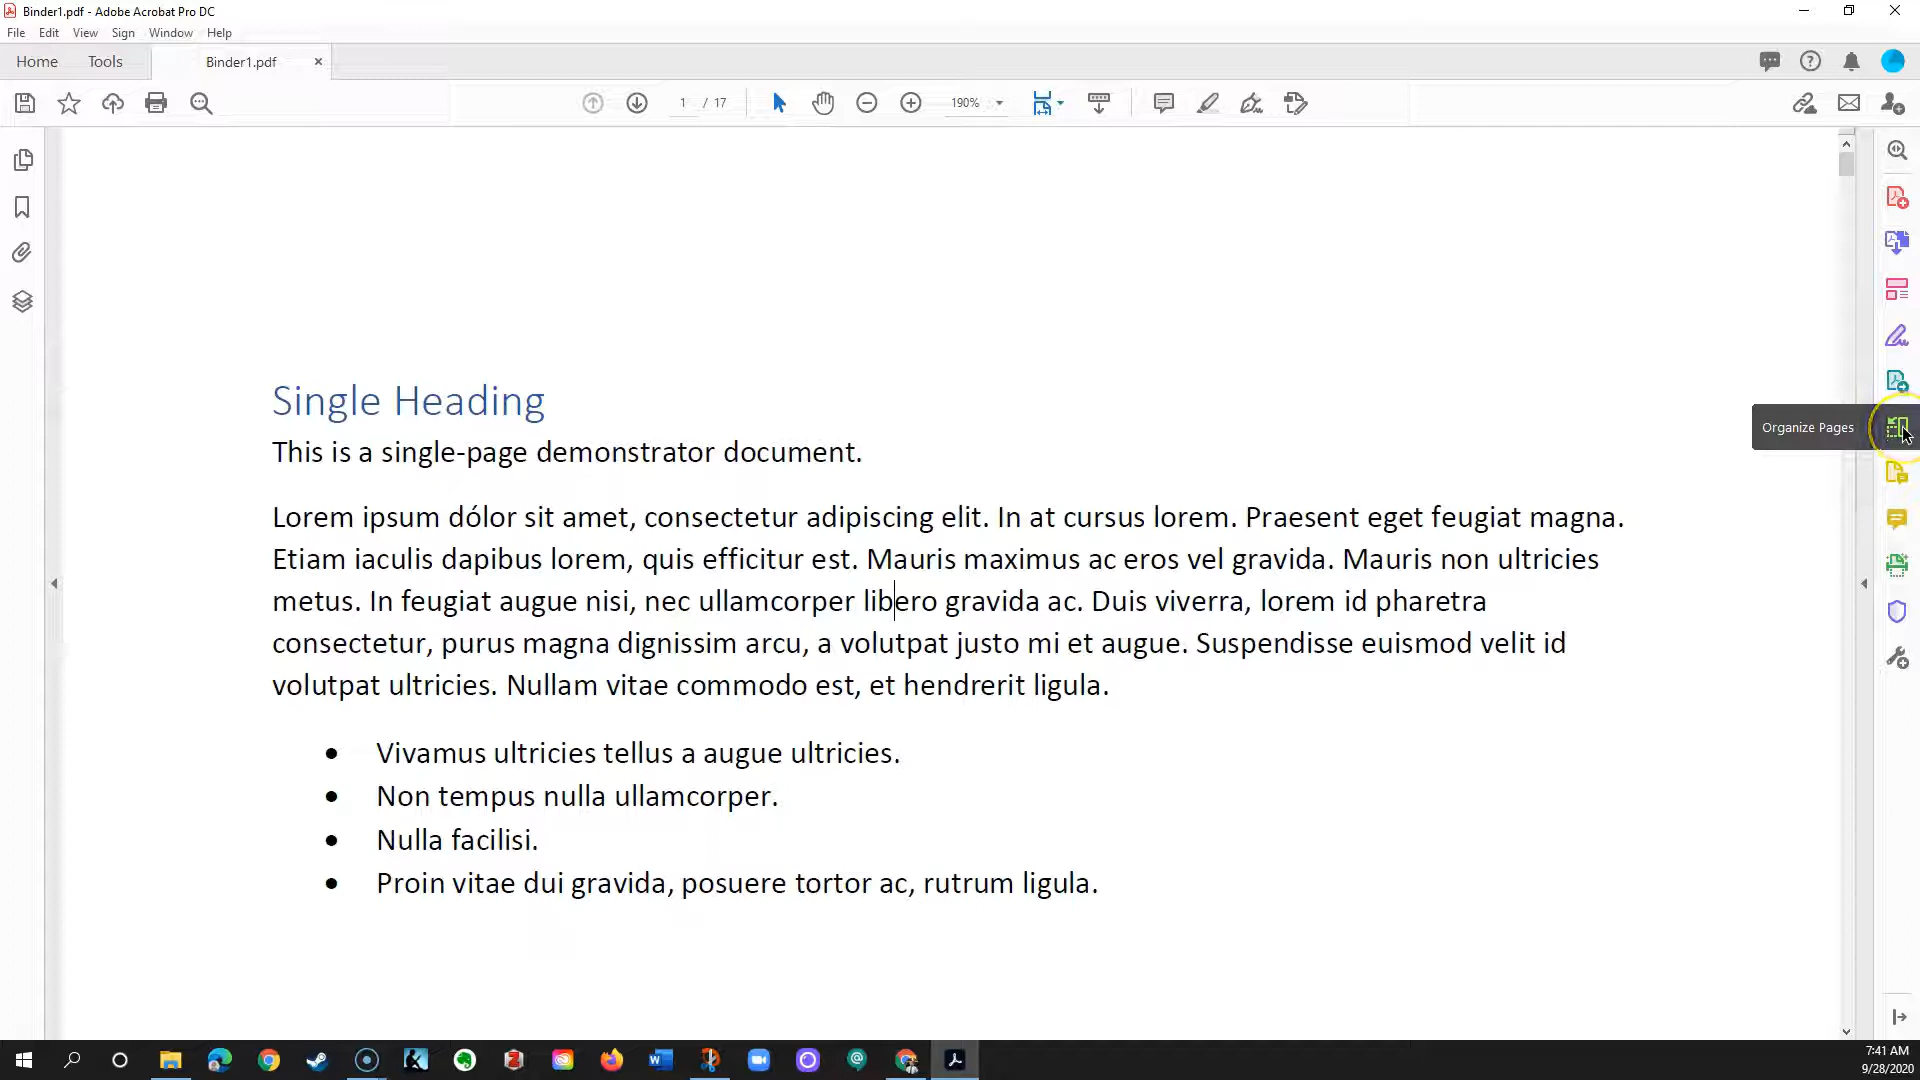 Binder1.pdf - Adobe Acrobat Pro DC
File Edit View Sign Window Help
Home Tools Binder1.pdf
1 / 17 190%
Organize Pages
Single Heading
This is a single-page demonstrator document.
Lorem ipsum dólor sit amet, consectetur adipiscing elit. In at cursus lorem. Praesent eget feugiat magna.
Etiam iaculis dapibus lorem, quis efficitur est. Mauris maximus ac eros vel gravida. Mauris non ultricies
metus. In feugiat augue nisi, nec ullamcorper libero gravida ac. Duis viverra, lorem id pharetra
consectetur, purus magna dignissim arcu, a volutpat justo mi et augue. Suspendisse euismod velit id
volutpat ultricies. Nullam vitae commodo est, et hendrerit ligula.
• Vivamus ultricies tellus a augue ultricies.
• Non tempus nulla ullamcorper.
• Nulla facilisi.
• Proin vitae dui gravida, posuere tortor ac, rutrum ligula.
7:41 AM
9/28/2020